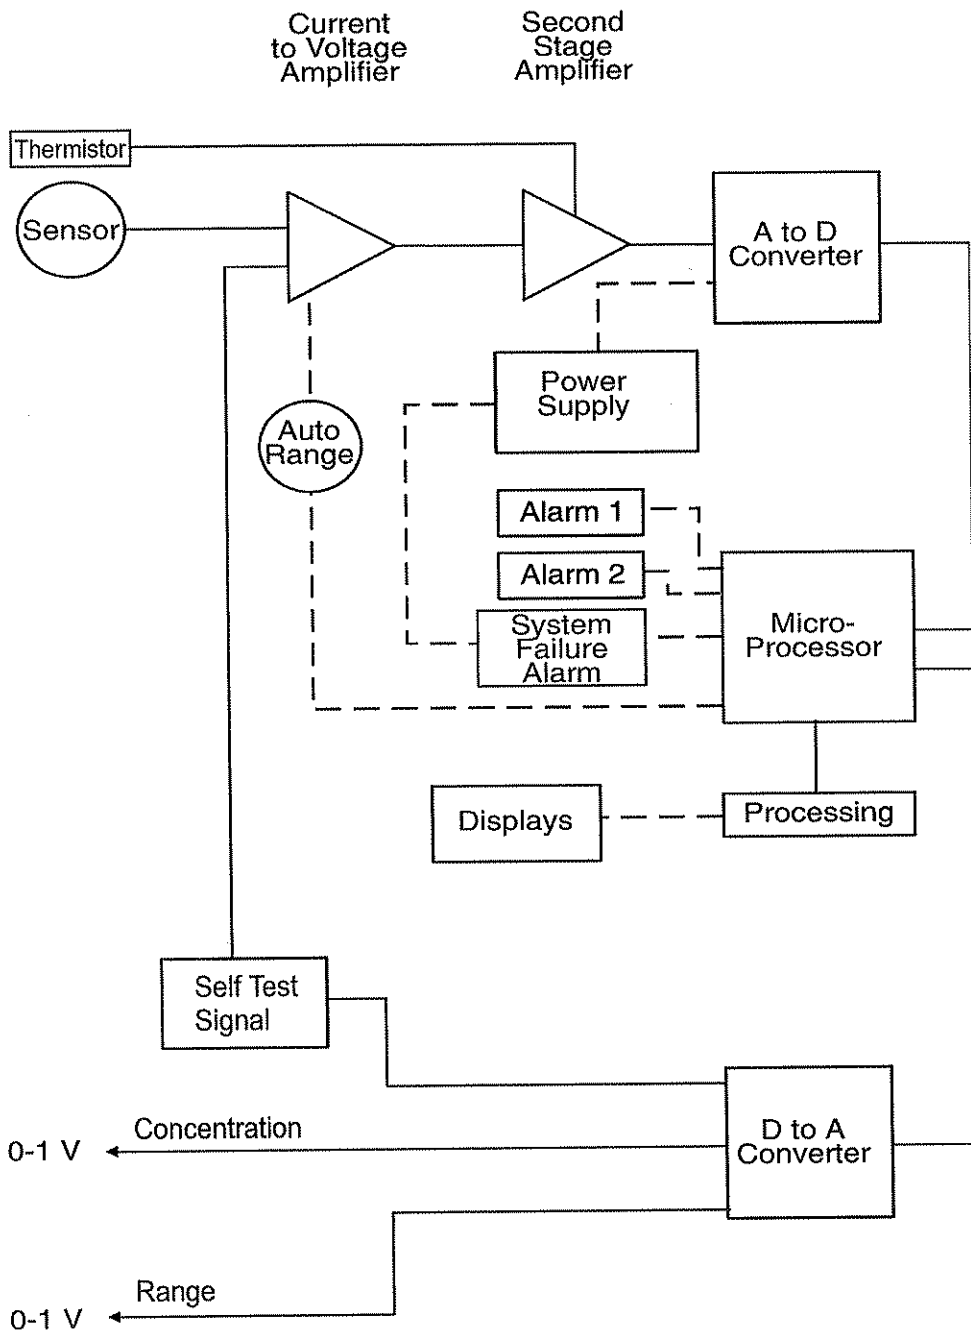 Current
to Voltage
Amplifier
Second
Stage
Amplifier
Thermistor
Sensor
A to D
Converter
Power
Supply
Auto
Range
Alarm 1
Alarm 2
System
Failure
Alarm
Micro-
Processor
Displays
Processing
Self Test
Signal
D to A
Converter
Concentration
0-1 V
Range
0-1 V